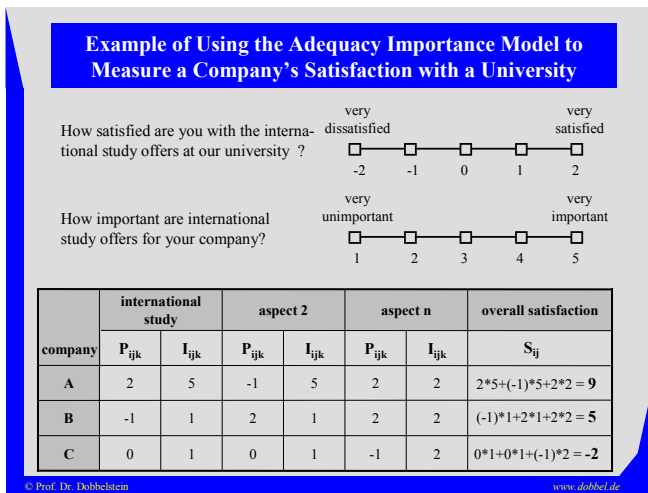 Example of Using the Adequacy Importance Model to
Measure a Company's Satisfaction with a University
How satisfied are you with the interna-
tional study offers at our university ?
very
dissatisfied
very
satisfied
-2 -1 0 1 2
How important are international
study offers for your company?
very
unimportant
very
important
1 2 3 4 5
company
international
study
aspect 2
aspect n
overall satisfaction
Pijk Iijk Pijk Iijk Pijk Iijk Sij
A 2 5 -1 5 2 2 2*5+(-1)*5+2*2 = 9
B -1 1 2 1 2 2 (-1)*1+2*1+2*2 = 5
C 0 1 0 1 -1 2 0*1+0*1+(-1)*2 = -2
© Prof. Dr. Dobbelstein
www.dobbel.de